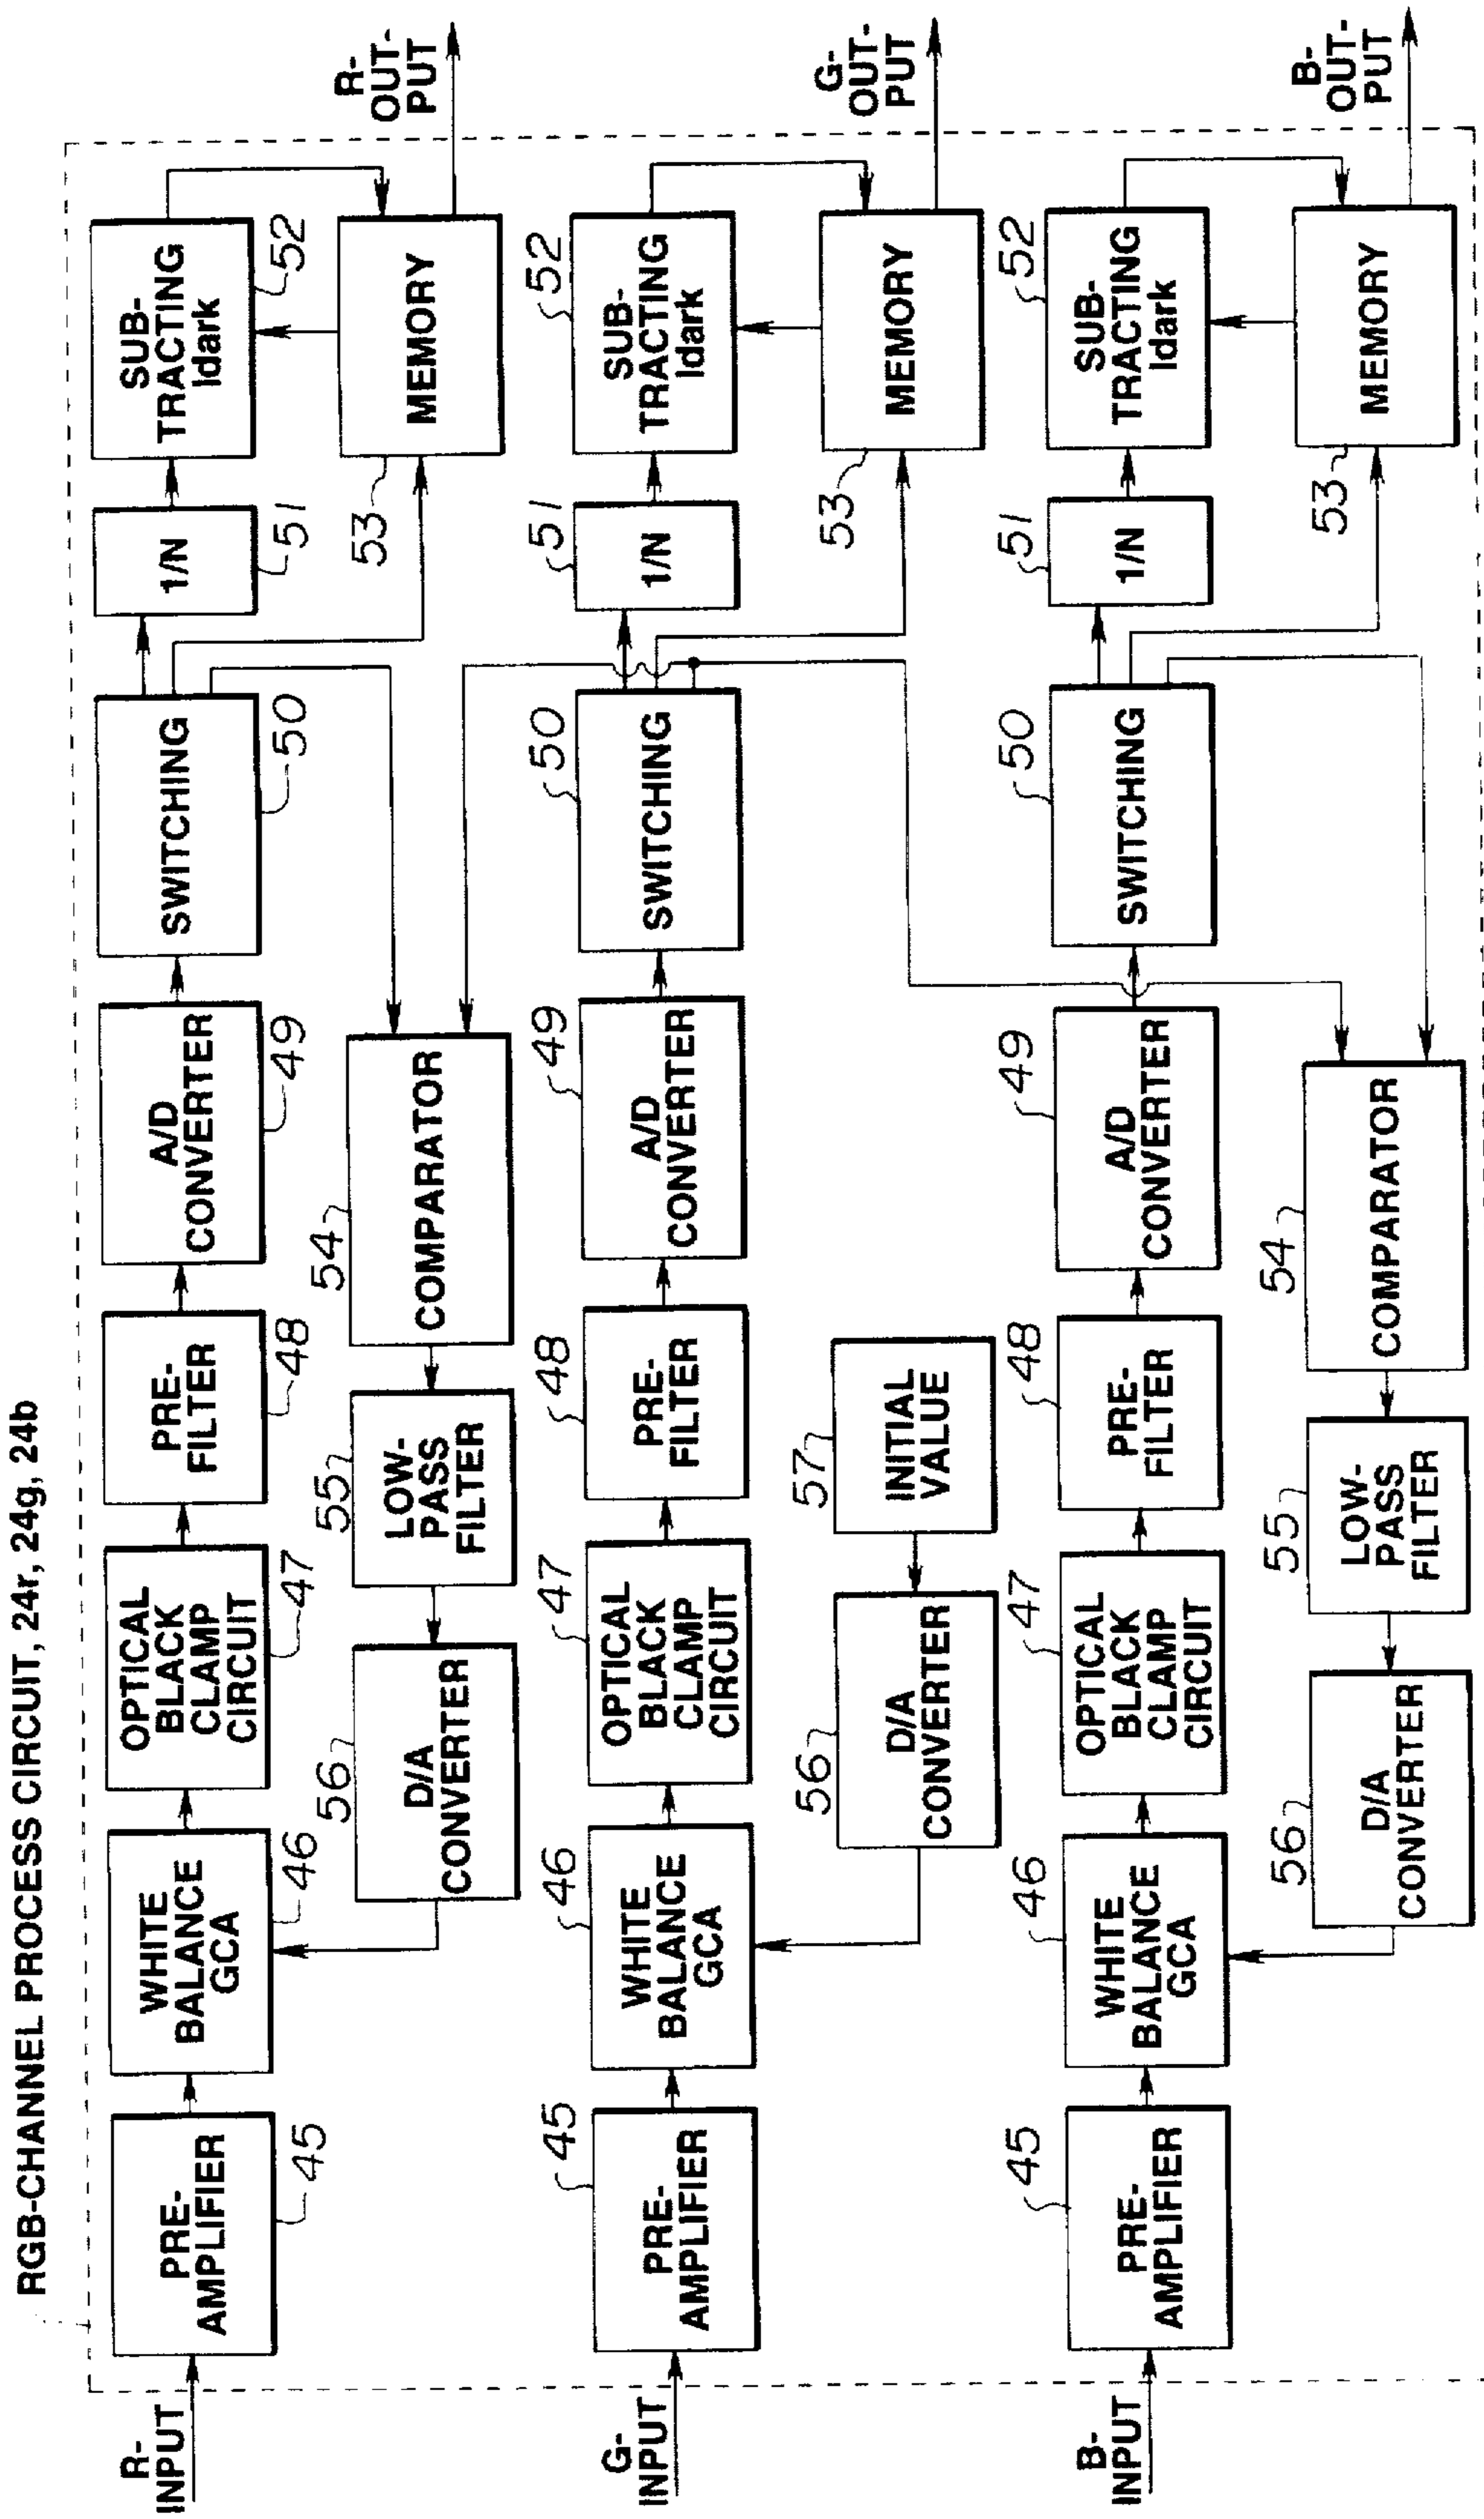 RGB-CHANNEL PROCESS CIRCUIT, 24r, 24g, 24b
R-
INPUT
PRE-
AMPLIFIER
45
WHITE
BALANCE
GCA
46
OPTICAL
BLACK
CLAMP
CIRCUIT
47
PRE-
FILTER
48
A/D
CONVERTER
49
SWITCHING
50
1/N
51
SUB-
TRACTING
Idark
52
R-
OUT-
PUT
56
D/A
CONVERTER
55
LOW-
PASS
FILTER
54
COMPARATOR
53
MEMORY
G-
INPUT
45
PRE-
AMPLIFIER
46
WHITE
BALANCE
GCA
47
OPTICAL
BLACK
CLAMP
CIRCUIT
48
PRE-
FILTER
49
A/D
CONVERTER
50
SWITCHING
51
1/N
52
SUB-
TRACTING
Idark
G-
OUT-
PUT
56
D/A
CONVERTER
57
INITIAL
VALUE
53
MEMORY
B-
INPUT
45
PRE-
AMPLIFIER
46
WHITE
BALANCE
GCA
47
OPTICAL
BLACK
CLAMP
CIRCUIT
48
PRE-
FILTER
49
A/D
CONVERTER
50
SWITCHING
51
1/N
52
SUB-
TRACTING
Idark
B-
OUT-
PUT
56
D/A
CONVERTER
55
LOW-
PASS
FILTER
54
COMPARATOR
53
MEMORY